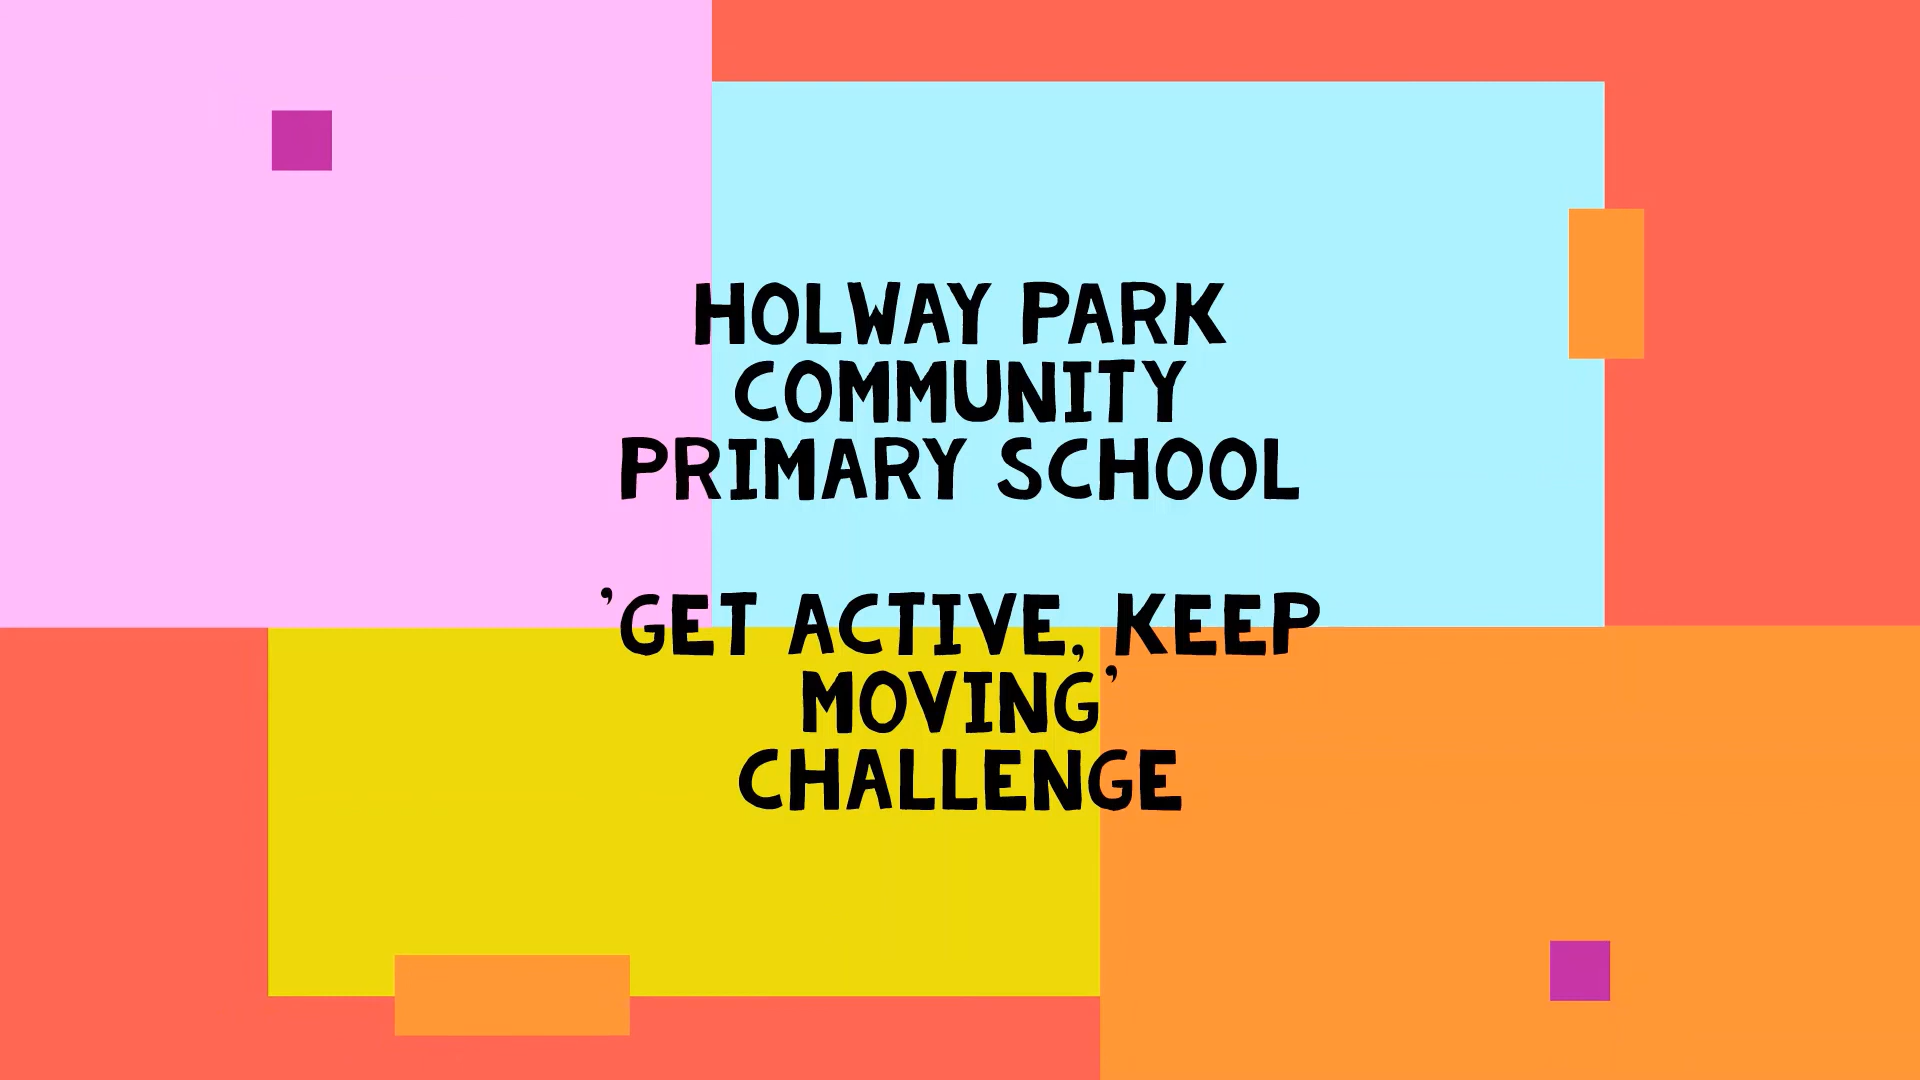 HOLWAY PARK
COMMUNITY
PRIMARY SCHOOL
’GET ACTIVE, KEEP
MOVING’
CHALLENGE